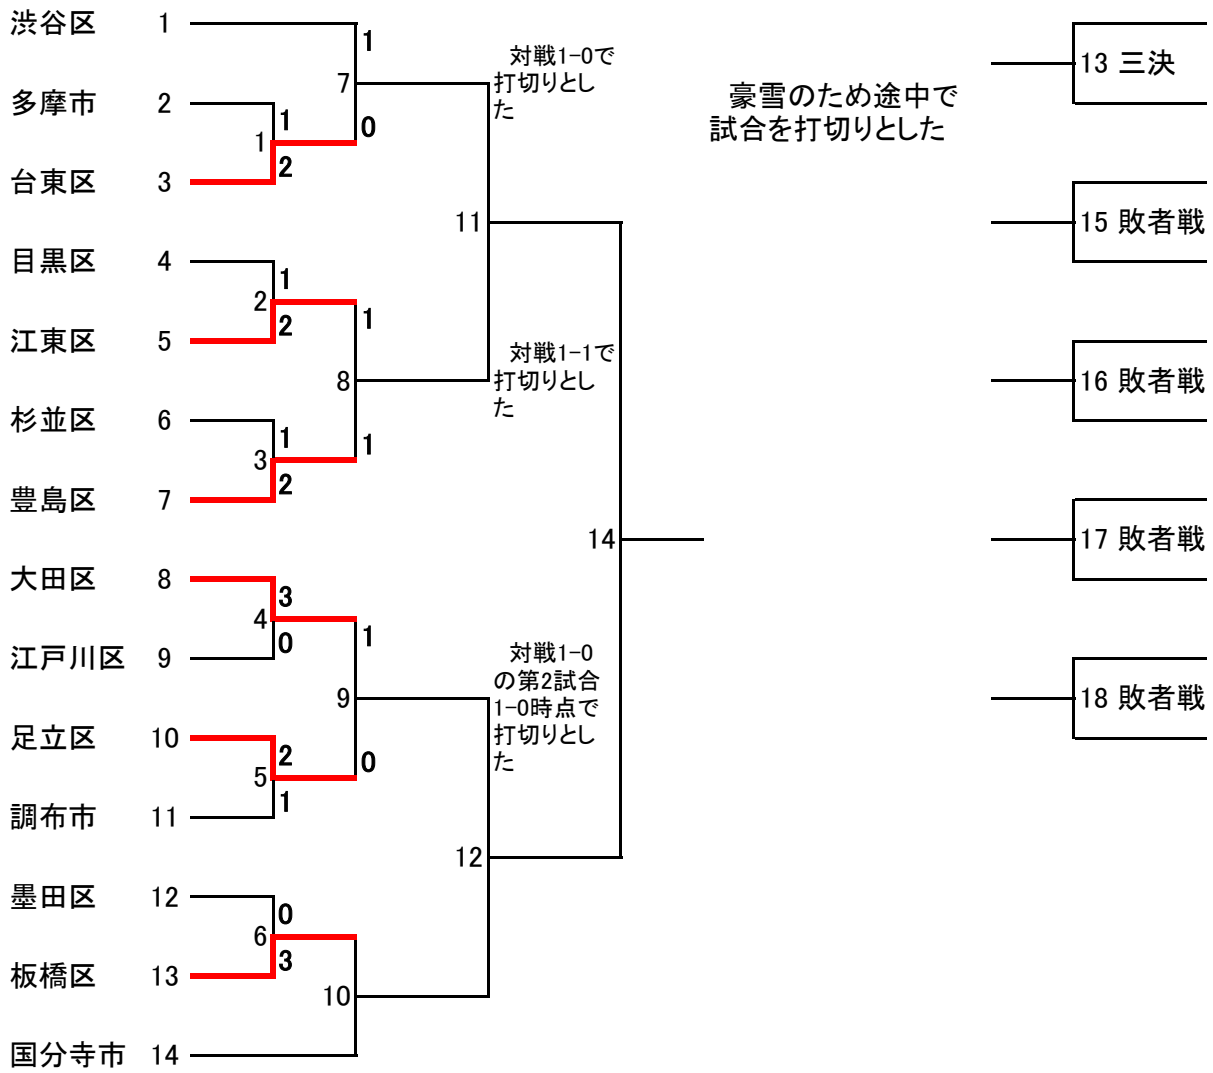 渋谷区 1
1
対戦1-0で
打切りとし
た
7
13 三決
豪雪のため途中で
試合を打切りとした
多摩市 2
1
0
1
2
台東区 3
11
15 敗者戦
目黒区 4
1
2
1
2
江東区 5
対戦1-1で
打切りとし
た
8
16 敗者戦
杉並区 6
1
1
3
2
豊島区 7
14
17 敗者戦
大田区 8
3
4
1
0
江戸川区 9
対戦1-0
の第2試合
1-0時点で
打切りとし
た
9
18 敗者戦
足立区 10
2
0
5
1
調布市 11
12
墨田区 12
0
6
3
板橋区 13
10
国分寺市 14